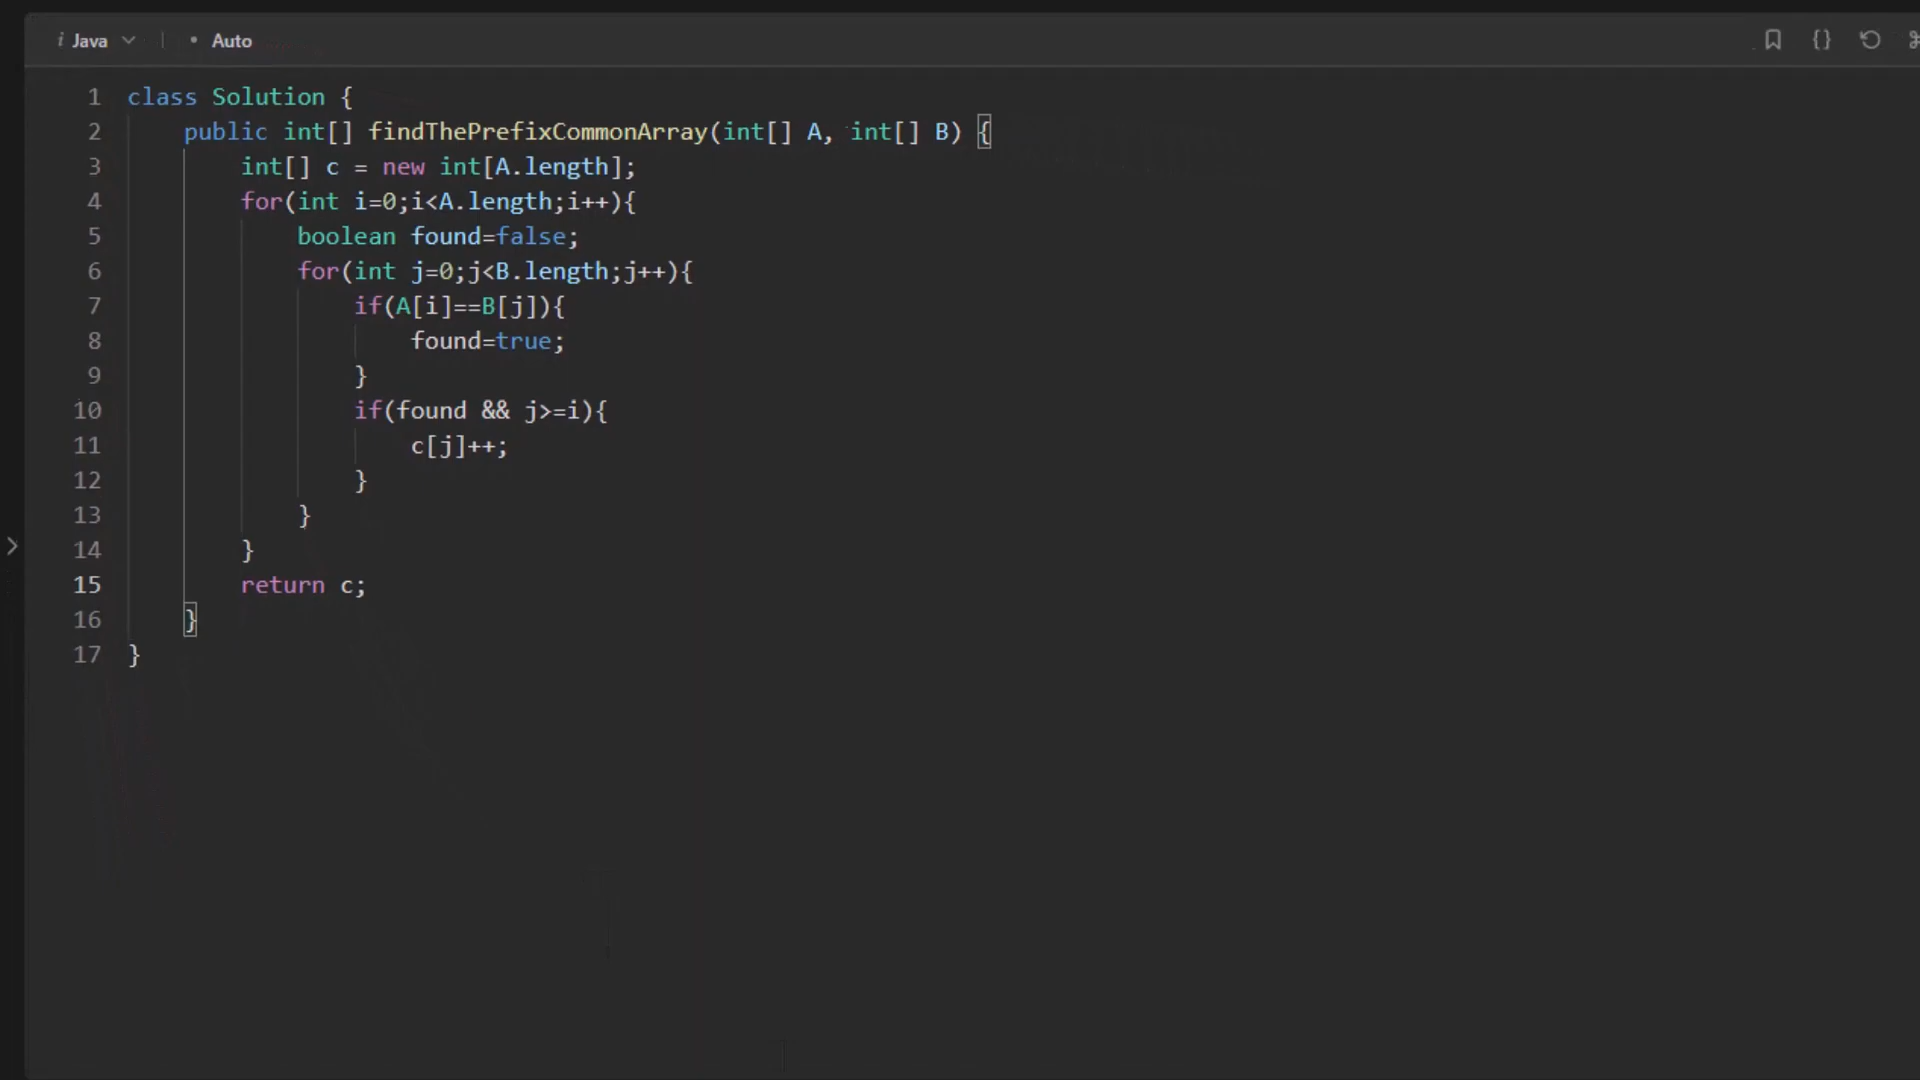 i Java • Auto
1 class Solution {
2 public int[] findThePrefixCommonArray(int[] A, int[] B) {
3 int[] c = new int[A.length];
4 for(int i=0;i<A.length;i++){
5 boolean found=false;
6 for(int j=0;j<B.length;j++){
7 if(A[i]==B[j]){
8 found=true;
9 }
10 if(found && j>=i){
11 c[j]++;
12 }
13 }
14 }
15 return c;
16 }
17 }